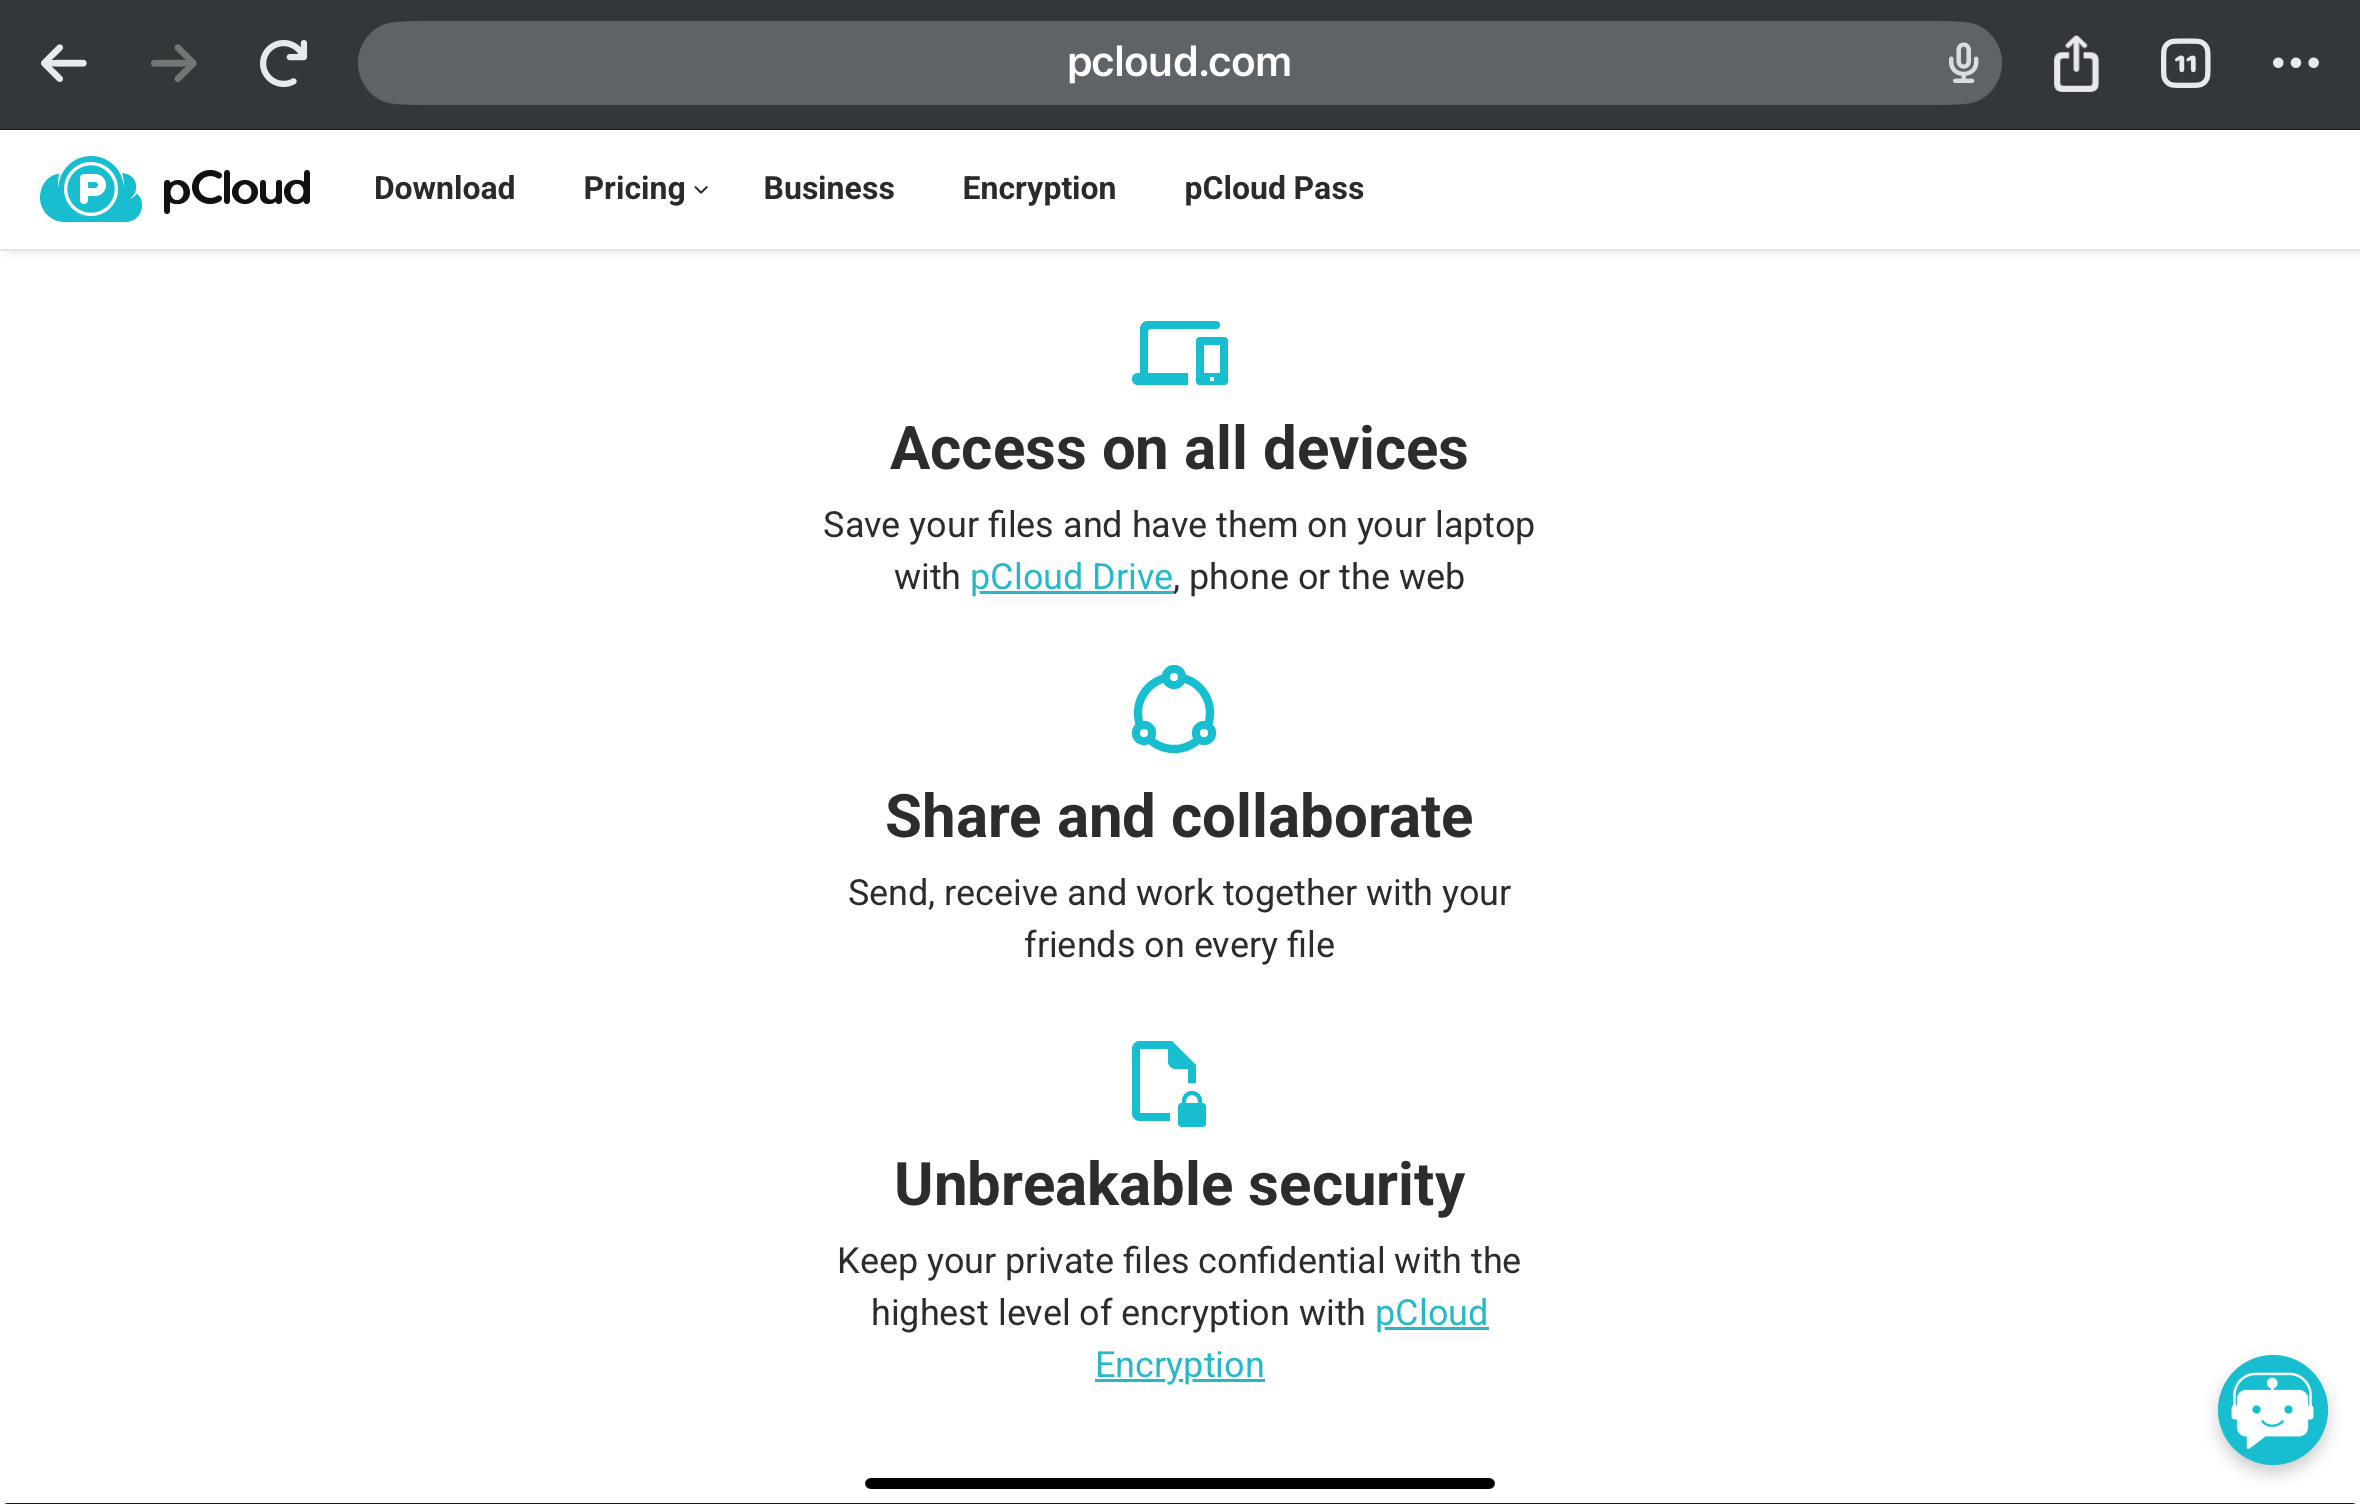 pcloud.com
11
pCloud
Download
Pricing
Business
Encryption
pCloud Pass
Access on all devices
Save your files and have them on your laptop
with pCloud Drive, phone or the web
Share and collaborate
Send, receive and work together with your
friends on every file
Unbreakable security
Keep your private files confidential with the
highest level of encryption with pCloud
Encryption